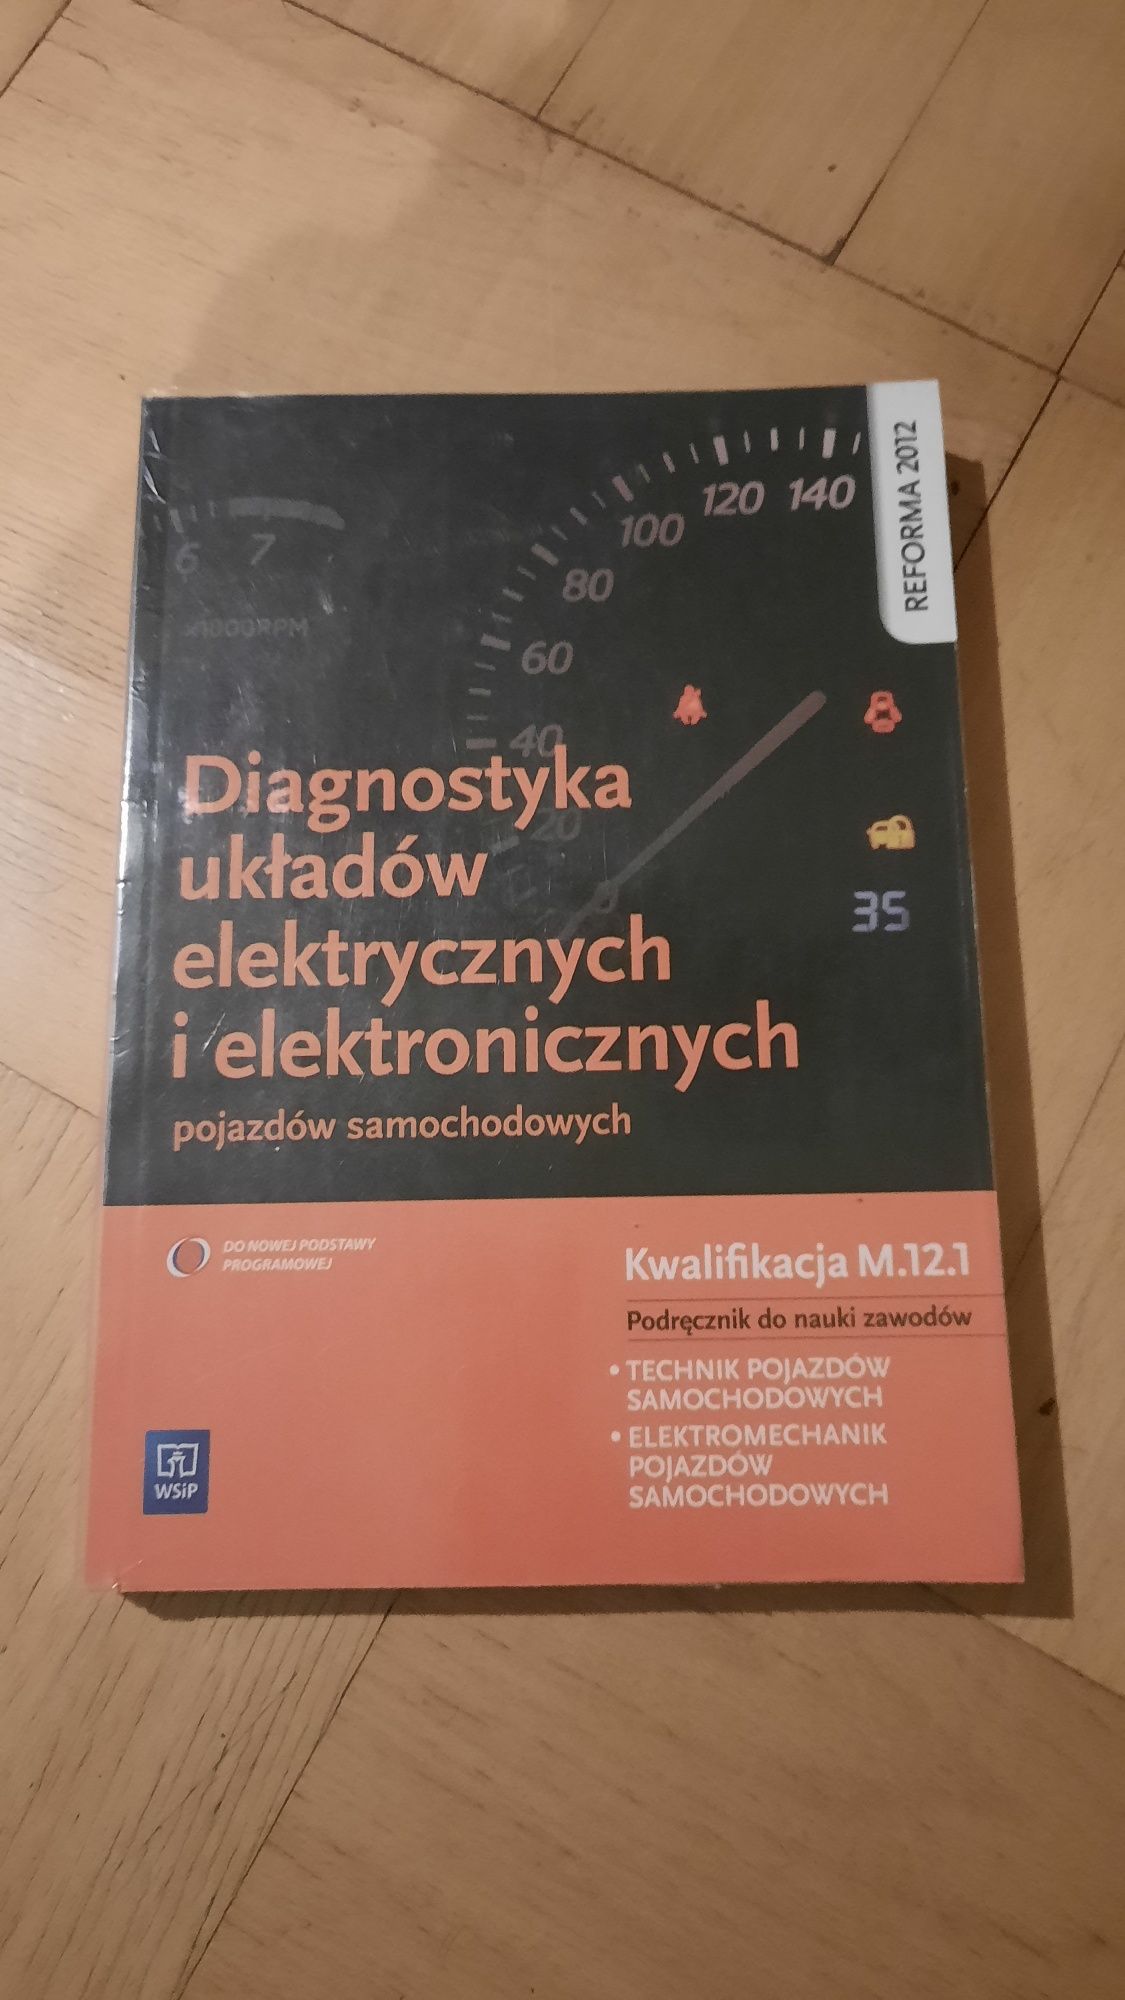 REFORMA 2012
6 7
x1000RPM
140
120
100
80
60
40
20
0
35
Diagnostyka
układów
elektrycznych
i elektronicznych
pojazdów samochodowych
DO NOWEJ PODSTAWY
PROGRAMOWEJ
Kwalifikacja M.12.1
Podręcznik do nauki zawodów
• TECHNIK POJAZDÓW
SAMOCHODOWYCH
• ELEKTROMECHANIK
POJAZDÓW
SAMOCHODOWYCH
WSiP